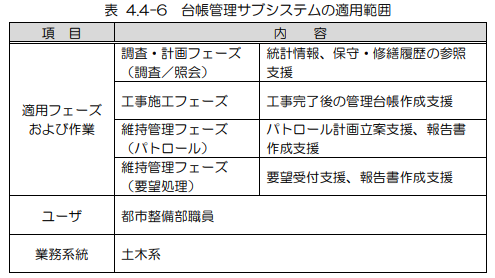 表 4.4-6 台帳管理サブシステムの適用範囲
項 目
内 容
適用フェーズ
および作業
調査・計画フェーズ
（調査／照会）
統計情報、保守・修繕履歴の参照
支援
工事施工フェーズ
工事完了後の管理台帳作成支援
維持管理フェーズ
（パトロール）
パトロール計画立案支援、報告書
作成支援
維持管理フェーズ
（要望処理）
要望受付支援、報告書作成支援
ユーザ
都市整備部職員
業務系統
土木系